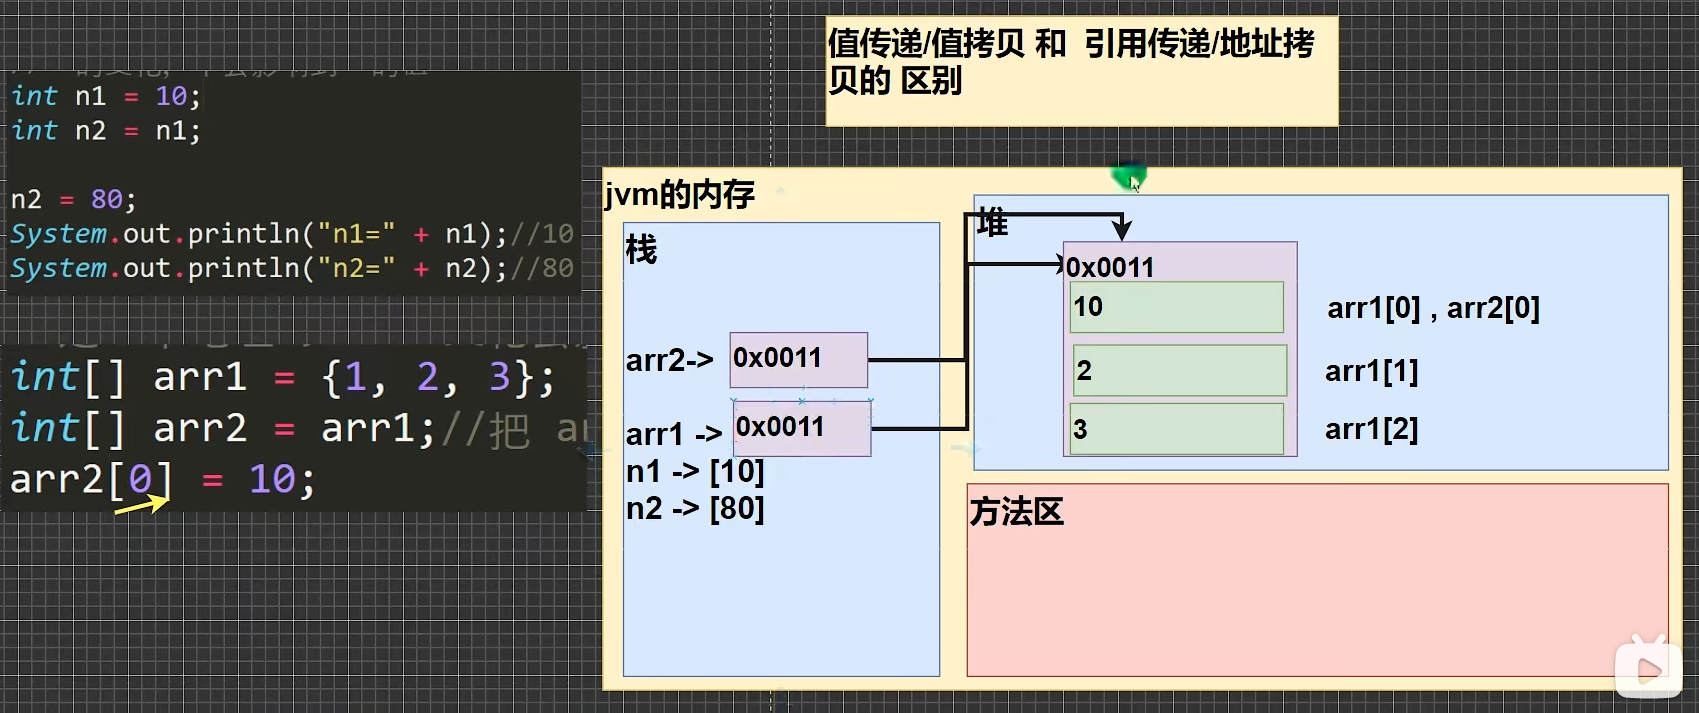 值传递/值拷贝 和 引用传递/地址拷
贝的 区别
int n1 = 10;
int n2 = n1;
n2 = 80;
System.out.println("n1=" + n1);//10
System.out.println("n2=" + n2);//80
int[] arr1 = {1, 2, 3};
int[] arr2 = arr1;//把
arr2[0] = 10;
jvm的内存
栈
arr2-> 0x0011
arr1 -> 0x0011
n1 -> [10]
n2 -> [80]
堆
0x0011
10 arr1[0] , arr2[0]
2 arr1[1]
3 arr1[2]
方法区